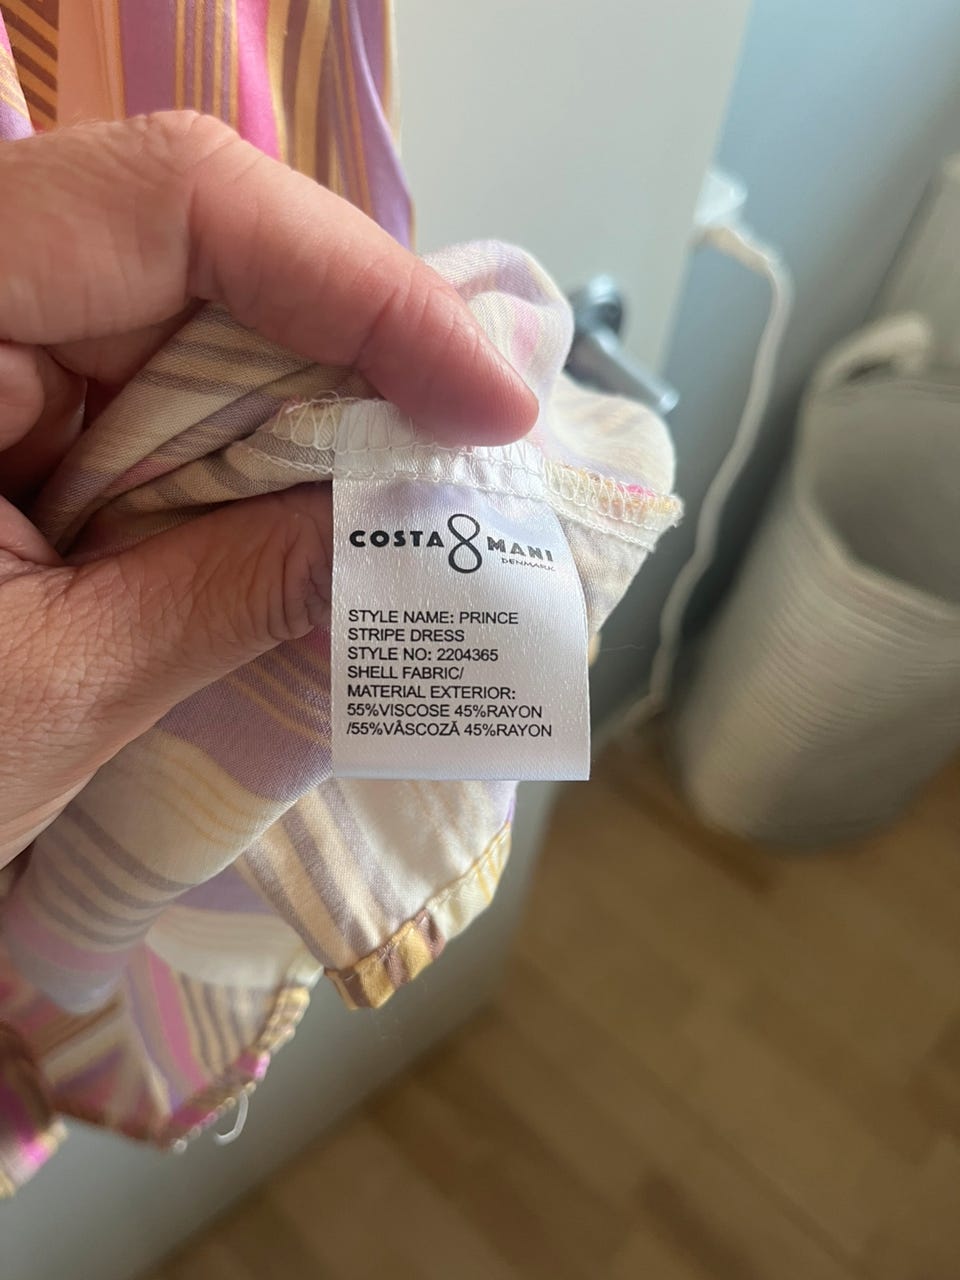 COSTA MANI
DENMARK
STYLE NAME: PRINCE
STRIPE DRESS
STYLE NO: 2204365
SHELL FABRIC/
MATERIAL EXTERIOR:
55%VISCOSE 45%RAYON
/55%VÂSCOZĂ 45%RAYON